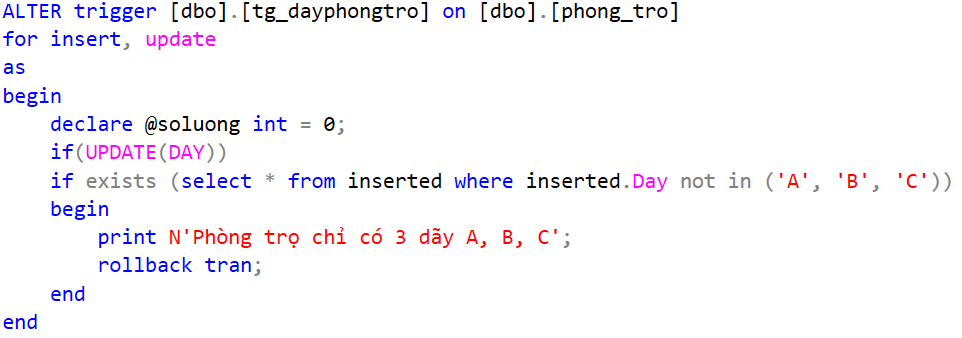 ALTER trigger [dbo].[tg_dayphongtro] on [dbo].[phong_tro]
for insert, update
as
begin
    declare @soluong int = 0;
    if(UPDATE(DAY))
    if exists (select * from inserted where inserted.Day not in ('A', 'B', 'C'))
    begin
        print N'Phòng trọ chỉ có 3 dãy A, B, C';
        rollback tran;
    end
end